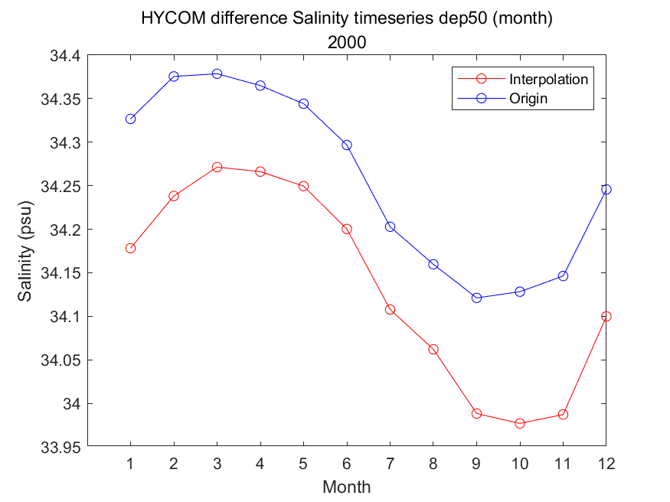 HYCOM difference Salinity timeseries dep50 (month)
2000
34.4
34.35
34.3
34.25
34.2
34.15
34.1
34.05
34
33.95
Salinity (psu)
Interpolation
Origin
1 2 3 4 5 6 7 8 9 10 11 12
Month